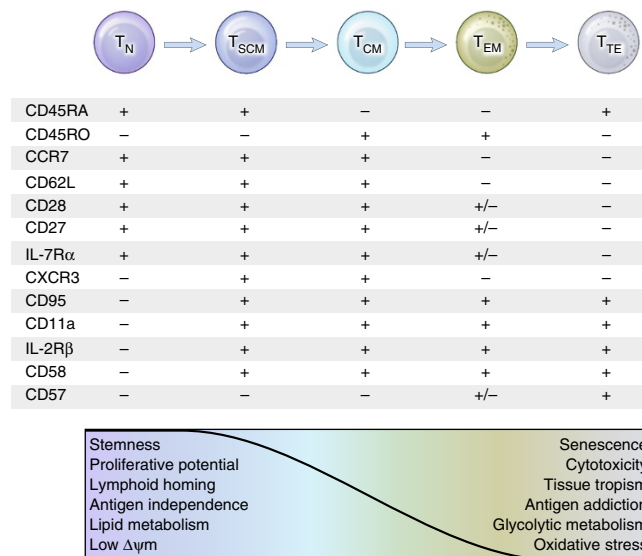 TN TSCM TCM TEM TTE
CD45RA + + – – +
CD45RO – – + + –
CCR7 + + + – –
CD62L + + + – –
CD28 + + + +/– –
CD27 + + + +/– –
IL-7Rα + + + +/– –
CXCR3 – + + – –
CD95 – + + + +
CD11a – + + + +
IL-2Rβ – + + + +
CD58 – + + + +
CD57 – – – +/– +
Stemness Senescence
Proliferative potential Cytotoxicity
Lymphoid homing Tissue tropism
Antigen independence Antigen addiction
Lipid metabolism Glycolytic metabolism
Low Δψm Oxidative stress